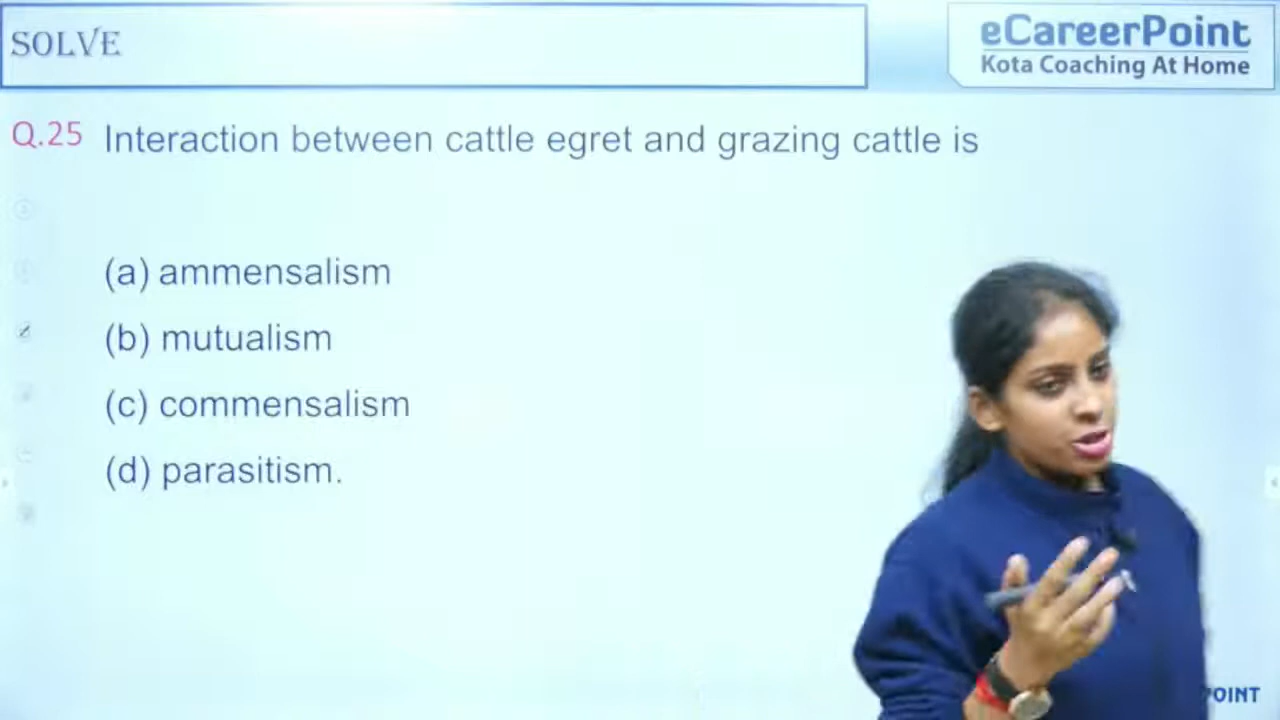 SOLVE
eCareerPoint
Kota Coaching At Home
Q.25 Interaction between cattle egret and grazing cattle is
(a) ammensalism
(b) mutualism
(c) commensalism
(d) parasitism.
POINT